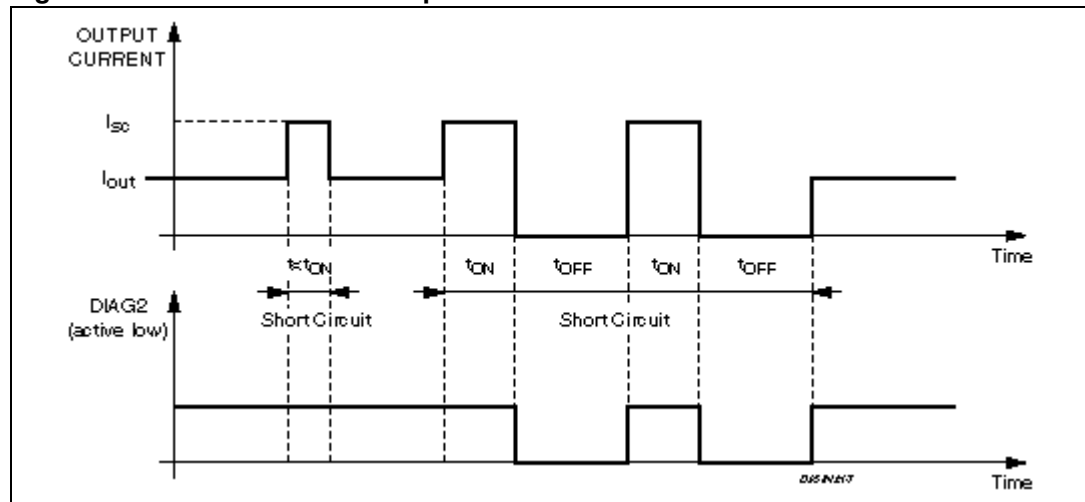 OUTPUT
CURRENT
Isc
Iout
Time
t<tON
tON
tOFF
tON
tOFF
DIAG2
(active low)
Short Circuit
Short Circuit
Time